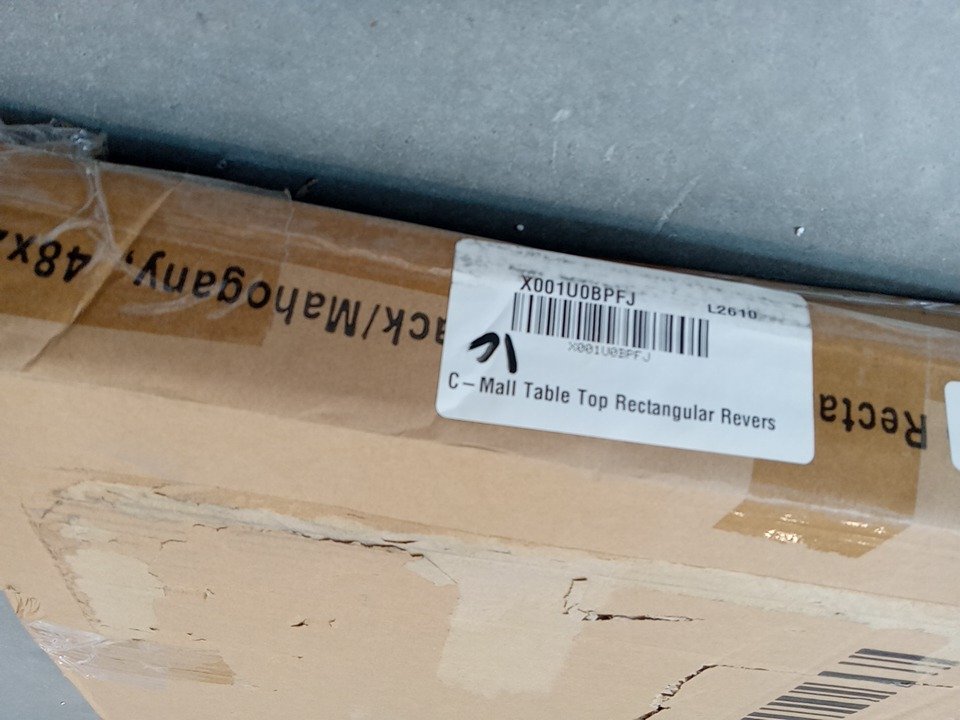 X001U0BPFJ
L2610
X001U0BPFJ
C-Mall Table Top Rectangular Revers
Recta
ack/Mahogany, 48x